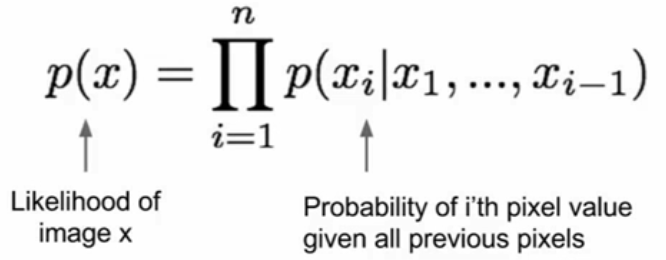 n
p(x) = ∏ p(x_i|x_1, ..., x_{i−1})
i=1
Likelihood of
image x
Probability of i'th pixel value
given all previous pixels